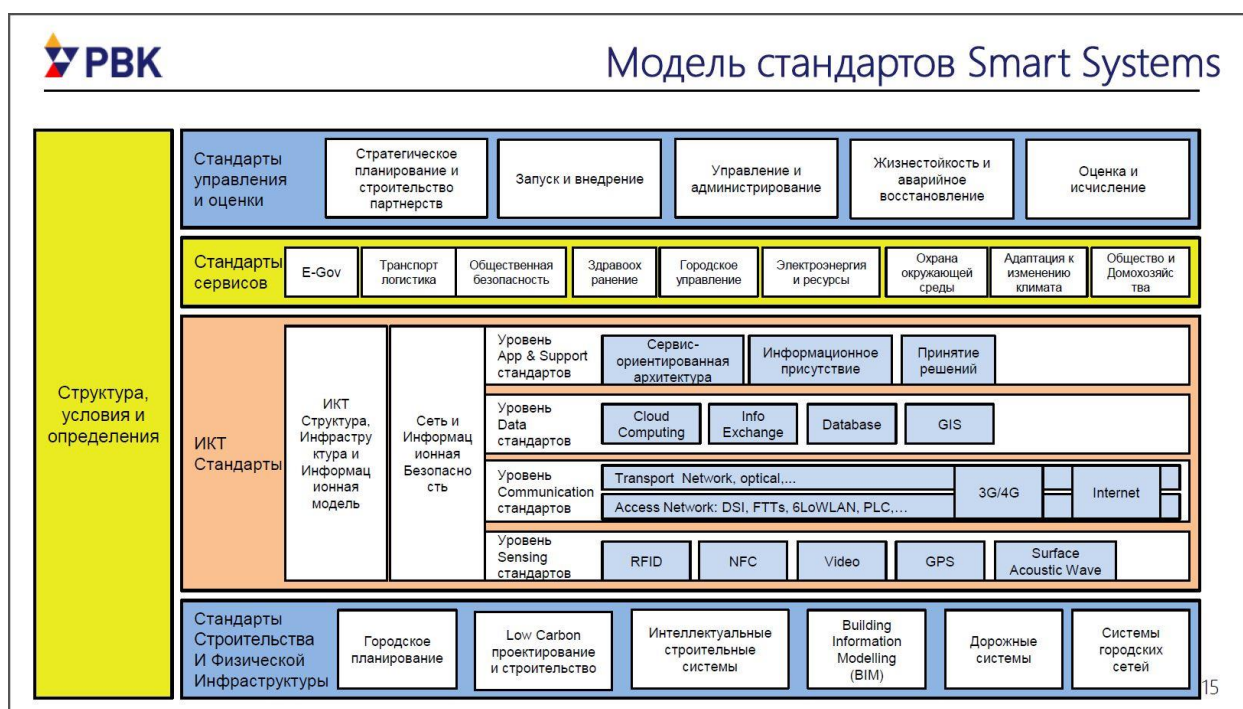 РВК
Модель стандартов Smart Systems
Структура,
условия и
определения
Стандарты
управления
и оценки
Стратегическое
планирование и
строительство
партнерств
Запуск и внедрение
Управление и
администрирование
Жизнестойкость и
аварийное
восстановление
Оценка и
исчисление
Стандарты
сервисов
E-Gov
Транспорт
логистика
Общественная
безопасность
Здравоох
ранение
Городское
управление
Электроэнергия
и ресурсы
Охрана
окружающей
среды
Адаптация к
изменению
климата
Общество и
Домохозяйс
тва
ИКТ
Стандарты
ИКТ
Структура,
Инфрастру
ктура и
Информац
ионная
модель
Сеть и
Информац
ионная
Безопасно
сть
Уровень
App & Support
стандартов
Сервис-
ориентированная
архитектура
Информационное
присутствие
Принятие
решений
Уровень
Data
стандартов
Cloud
Computing
Info
Exchange
Database
GIS
Уровень
Communication
стандартов
Transport Network, optical,...
Access Network: DSI, FTTs, 6LoWLAN, PLC,...
3G/4G
Internet
Уровень
Sensing
стандартов
RFID
NFC
Video
GPS
Surface
Acoustic Wave
Стандарты
Строительства
И Физической
Инфраструктуры
Городское
планирование
Low Carbon
проектирование
и строительство
Интеллектуальные
строительные
системы
Building
Information
Modelling
(BIM)
Дорожные
системы
Системы
городских
сетей
15